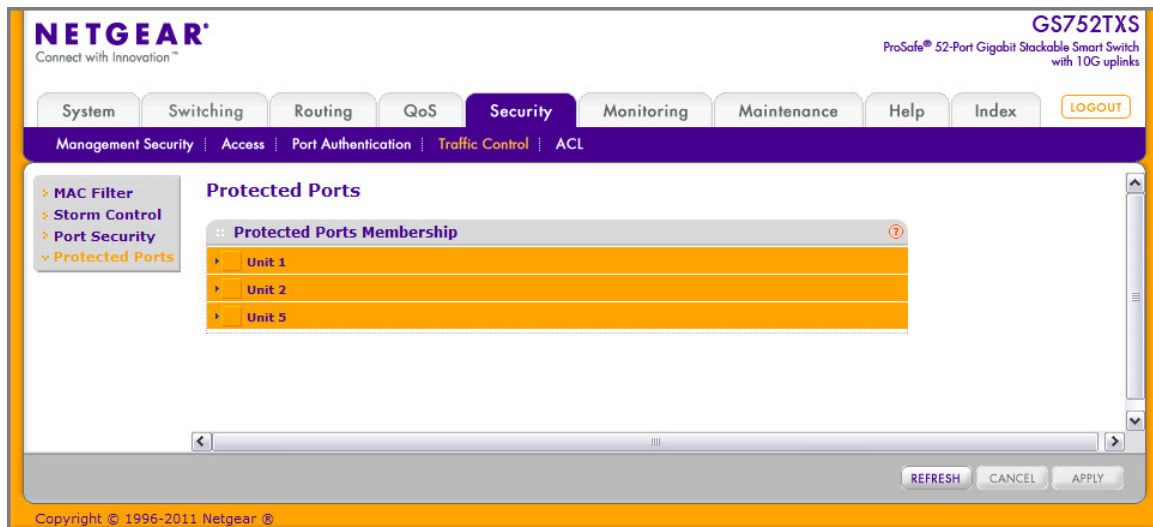 NETGEAR®
Connect with Innovation™
GS752TXS
ProSafe® 52-Port Gigabit Stackable Smart Switch
with 10G uplinks
System Switching Routing QoS Security Monitoring Maintenance Help Index LOGOUT
Management Security Access Port Authentication Traffic Control ACL
MAC Filter
Storm Control
Port Security
Protected Ports
Protected Ports
Protected Ports Membership ?
Unit 1
Unit 2
Unit 5
REFRESH CANCEL APPLY
Copyright © 1996-2011 Netgear ®